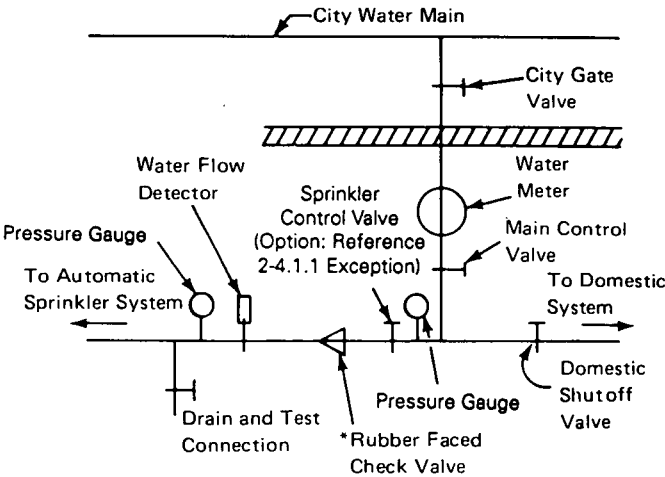 City Water Main
City Gate
Valve
Water Flow
Detector
Water
Meter
Sprinkler
Control Valve
(Option: Reference
2-4.1.1 Exception)
Pressure Gauge
Main Control
Valve
To Automatic
Sprinkler System
To Domestic
System
Pressure Gauge
Domestic
Shutoff
Valve
Drain and Test
Connection
*Rubber Faced
Check Valve